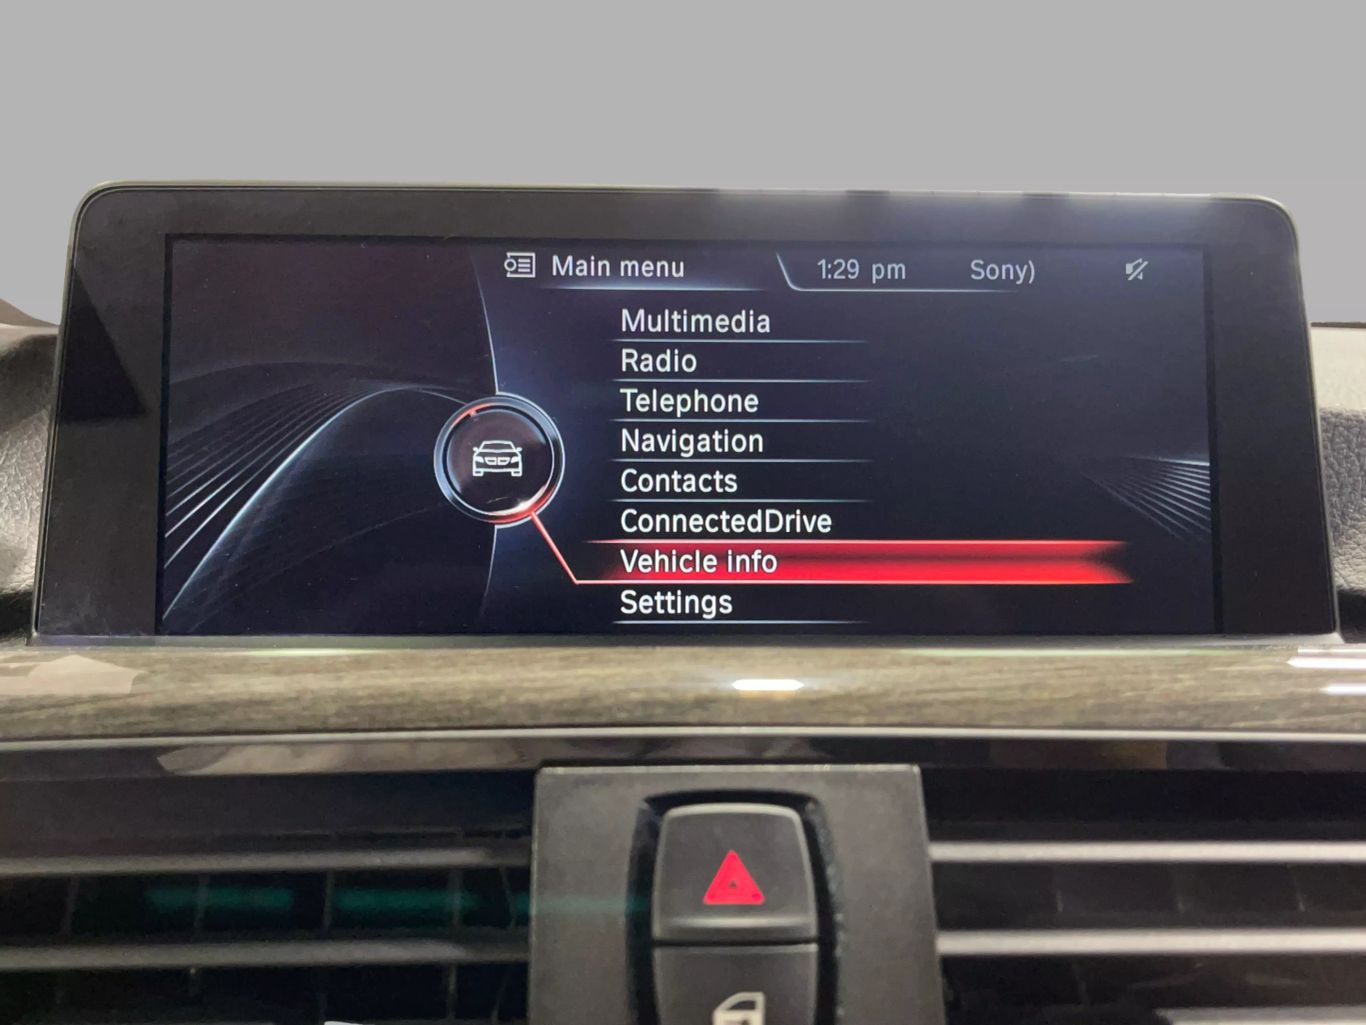 Main menu 1:29 pm Sony)
Multimedia
Radio
Telephone
Navigation
Contacts
ConnectedDrive
Vehicle info
Settings